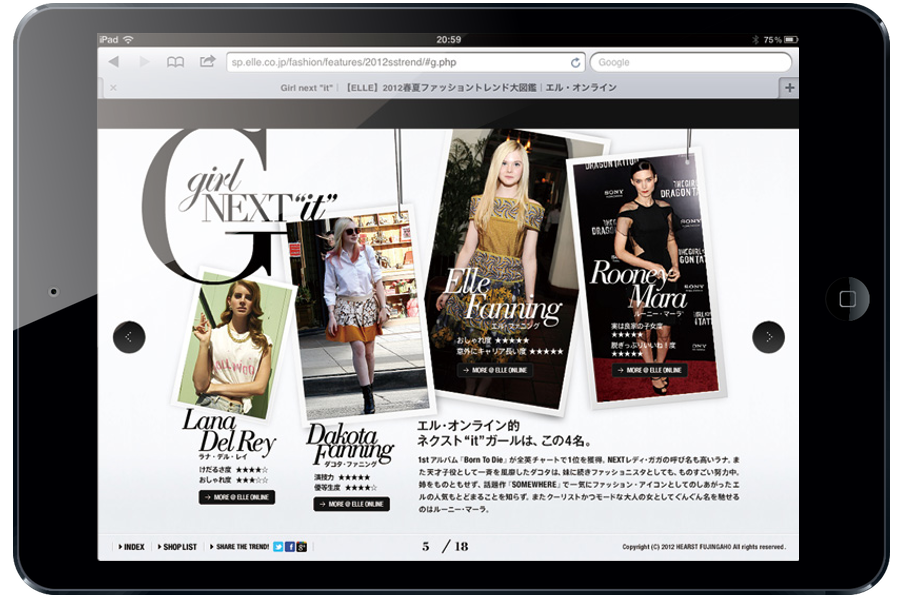 iPad
20:59
75%
sp.elle.co.jp/fashion/features/2012sstrend/#g.php
Google
Girl next "it"｜【ELLE】2012春夏ファッショントレンド大図鑑｜エル・オンライン
G
girl
NEXT "it"
Lana
Del Rey
ラナ・デル・レイ
けだるさ度 ★★★★☆
おしゃれ度 ★★★☆☆
→ MORE @ ELLE ONLINE
Dakota
Fanning
ダコタ・ファニング
演技力 ★★★★★
優等生度 ★★★★☆
→ MORE @ ELLE ONLINE
Elle
Fanning
エル・ファニング
おしゃれ度 ★★★★★
意外にキャリア長い度 ★★★★★
→ MORE @ ELLE ONLINE
DRAGON TATTOO
SONY
Rooney
Mara
ルーニー・マーラ
実は良家の子女度
★★★★★
脱ぎっぷりいいね！度
★★★★★
→ MORE @ ELLE ONLINE
エル・オンライン的
ネクスト“it”ガールは、この4名。
1stアルバム「Born To Die」が全英チャートで1位を獲得、NEXTレディ・ガガの呼び名も高いラナ。ま
た天才子役として一斉を風靡したダコタは、妹に続きファッショニスタとしても、ものすごい努力中。
姉をものともせず、話題作「SOMEWHERE」で一気にファッション・アイコンとしてのしあがったエ
ルの人気もとどまることを知らず。またクーリストかつモードな大人の女としてぐんぐん名を馳せる
のはルーニー・マーラ。
INDEX
SHOP LIST
SHARE THE TREND!
5 / 18
Copyright (C) 2012 HEARST FUJINGAHO All rights reserved.